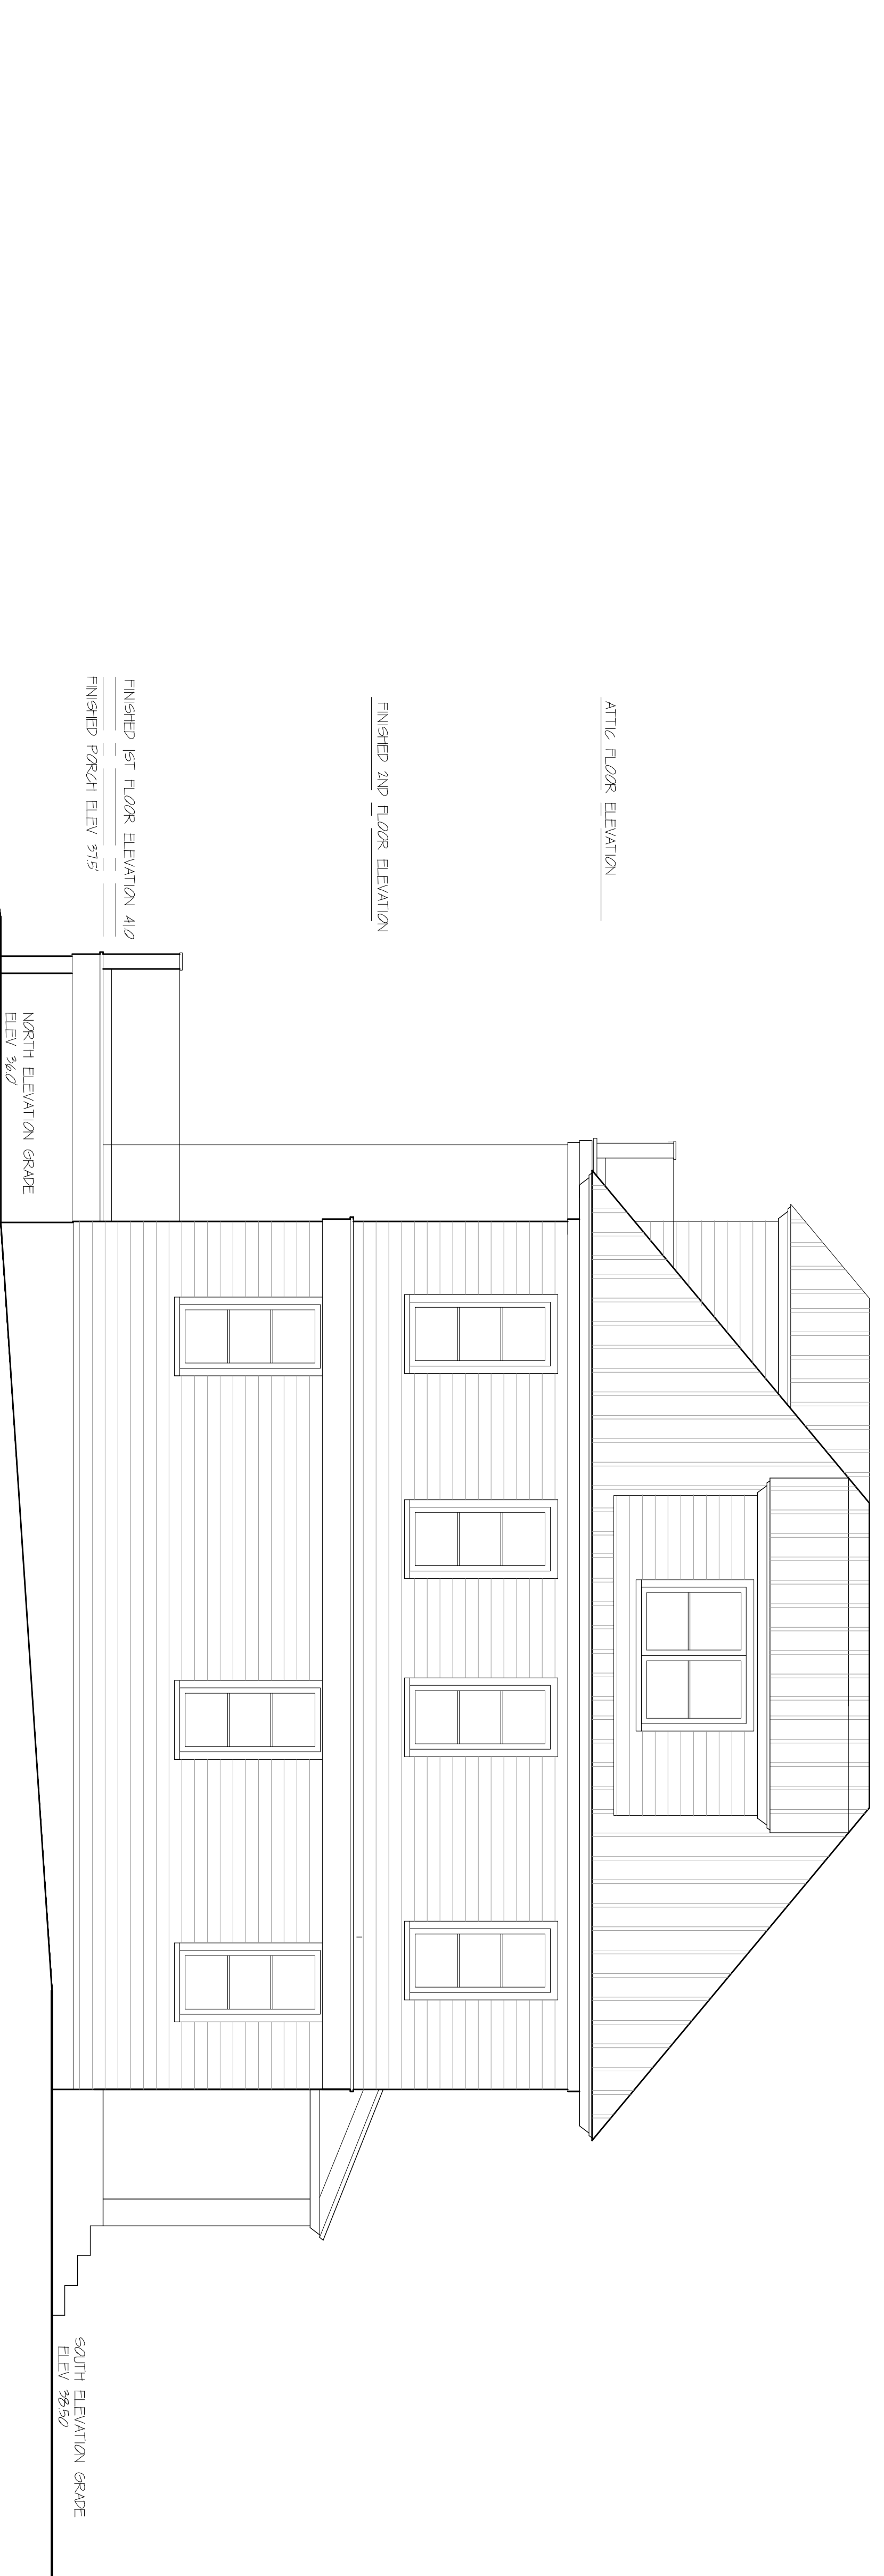 ATTIC FLOOR ELEVATION
FINISHED 2ND FLOOR ELEVATION
FINISHED 1ST FLOOR ELEVATION 41.0
FINISHED PORCH ELEV 37.5'
NORTH ELEVATION GRADE
ELEV 36.0'
SOUTH ELEVATION GRADE
ELEV 38.50